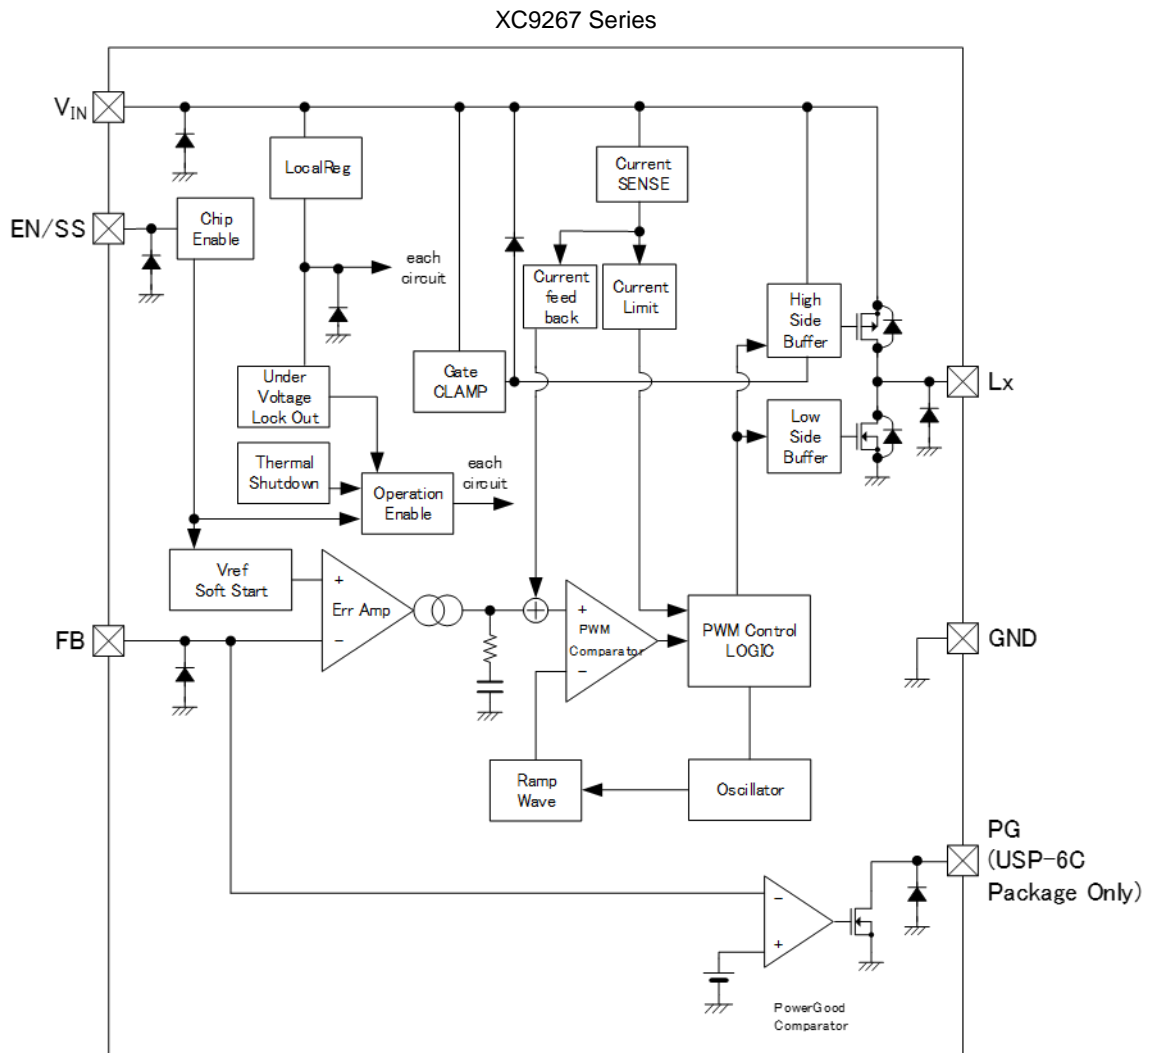 XC9267 Series
VIN
LocalReg
Current
SENSE
EN/SS
Chip
Enable
each
circuit
Current
feed
back
Current
Limit
High
Side
Buffer
Gate
CLAMP
Under
Voltage
Lock Out
Lx
Low
Side
Buffer
Thermal
Shutdown
Operation
Enable
each
circuit
Vref
Soft Start
+
Err Amp
−
+
PWM
Comparator
−
PWM Control
LOGIC
FB
GND
Ramp
Wave
Oscillator
PG
(USP-6C
Package Only)
−
+
PowerGood
Comparator